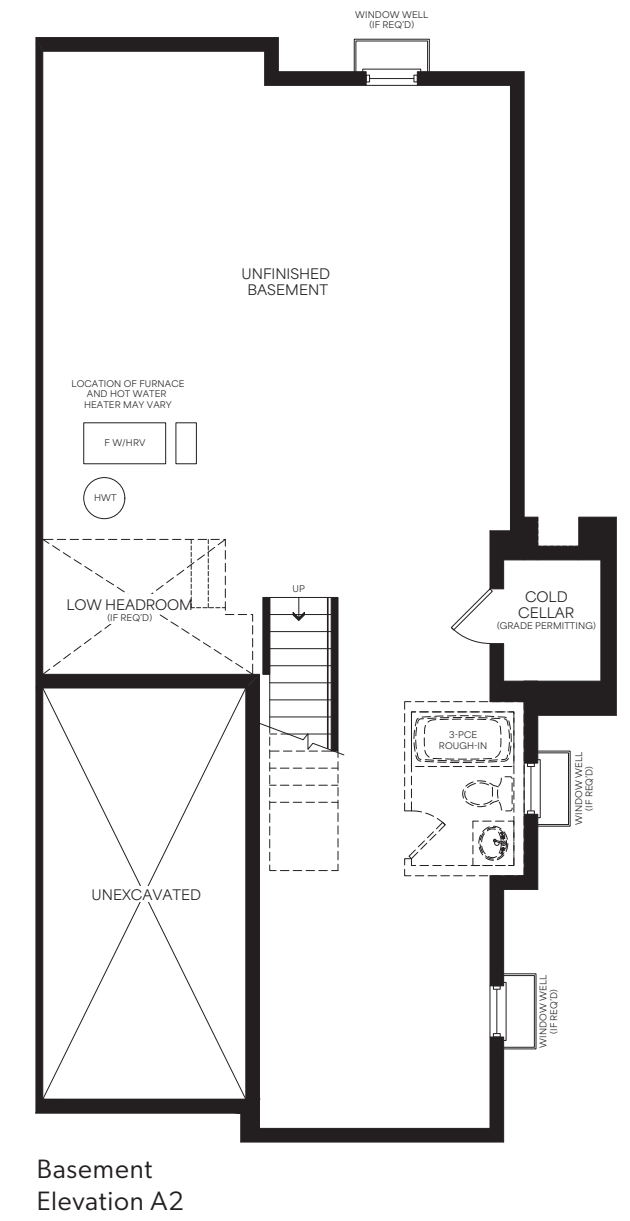 WINDOW WELL
(IF REQ'D)
UNFINISHED
BASEMENT
LOCATION OF FURNACE
AND HOT WATER
HEATER MAY VARY
F W/HRV
HWT
LOW HEADROOM
(IF REQ'D)
UP
COLD
CELLAR
(GRADE PERMITTING)
3-PCE
ROUGH-IN
WINDOW WELL
(IF REQ'D)
UNEXCAVATED
WINDOW WELL
(IF REQ'D)
Basement
Elevation A2